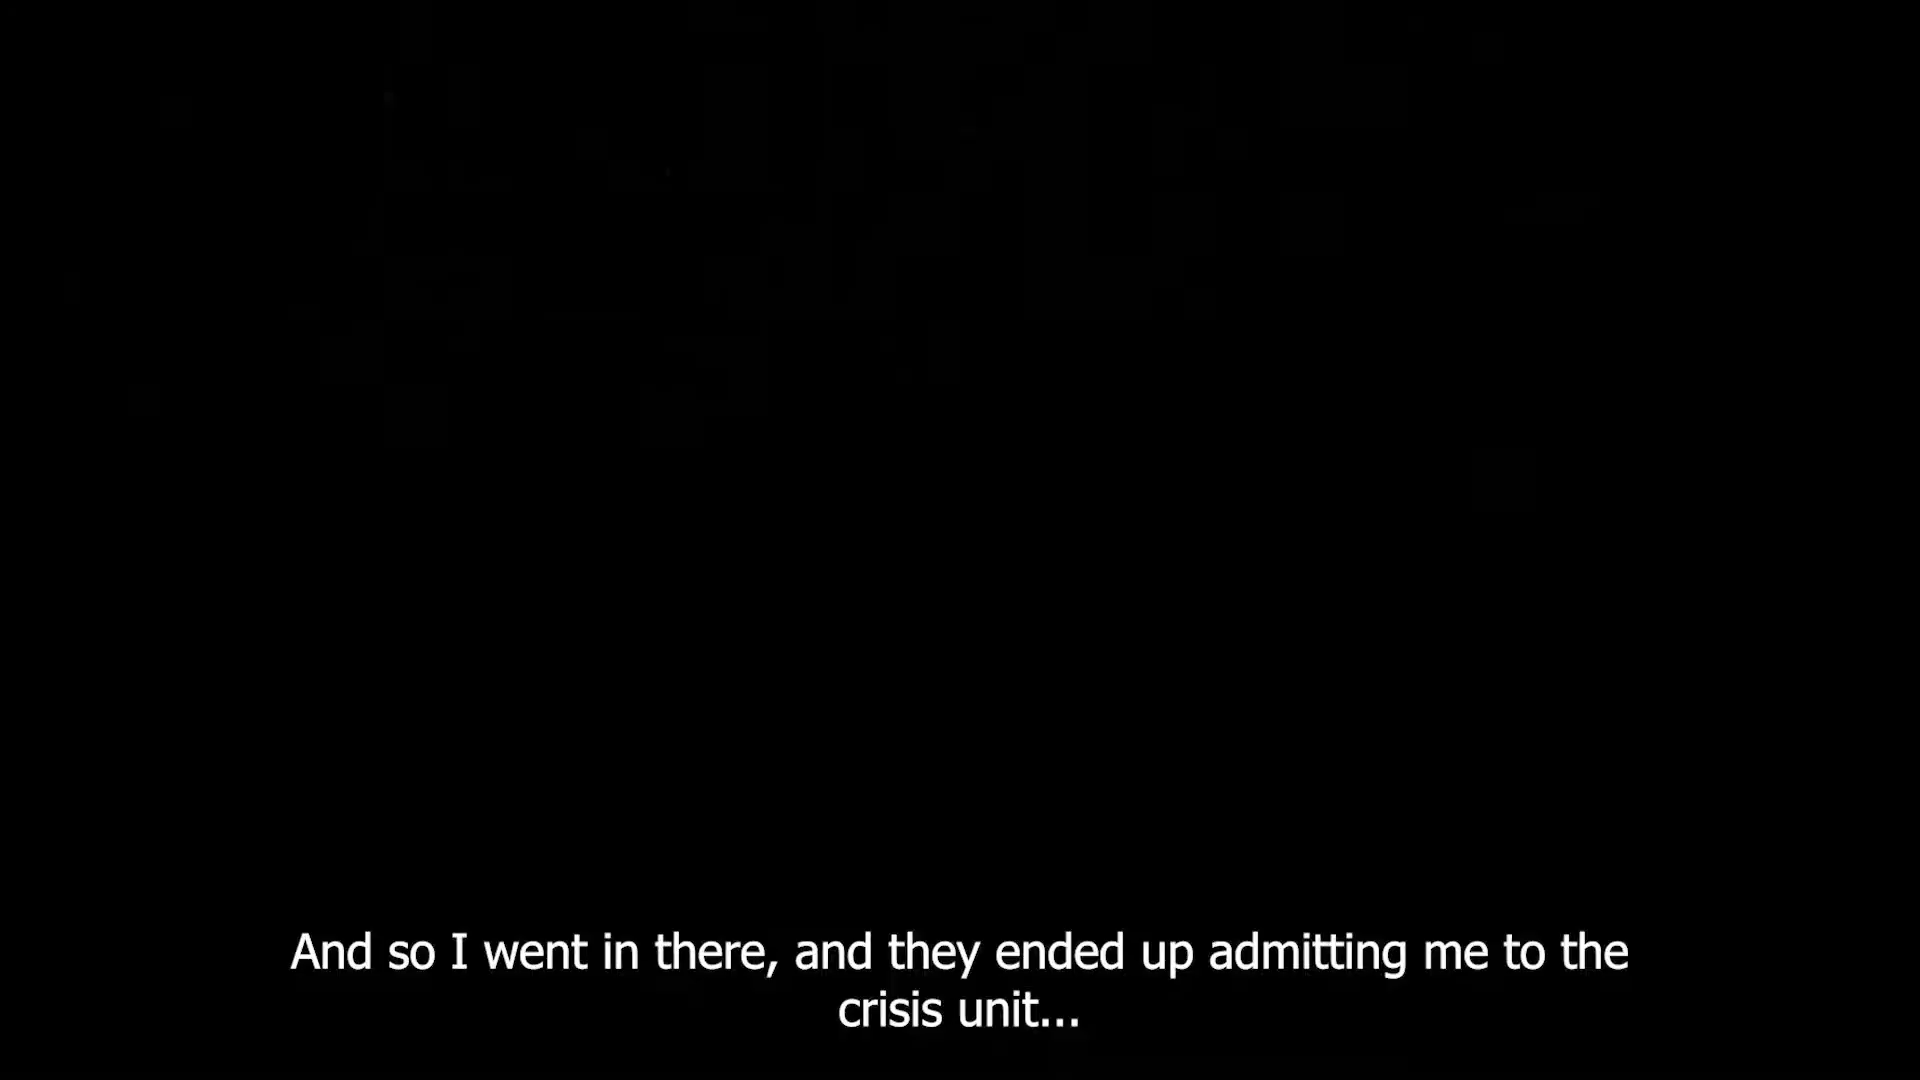 And so I went in there, and they ended up admitting me to the
crisis unit...